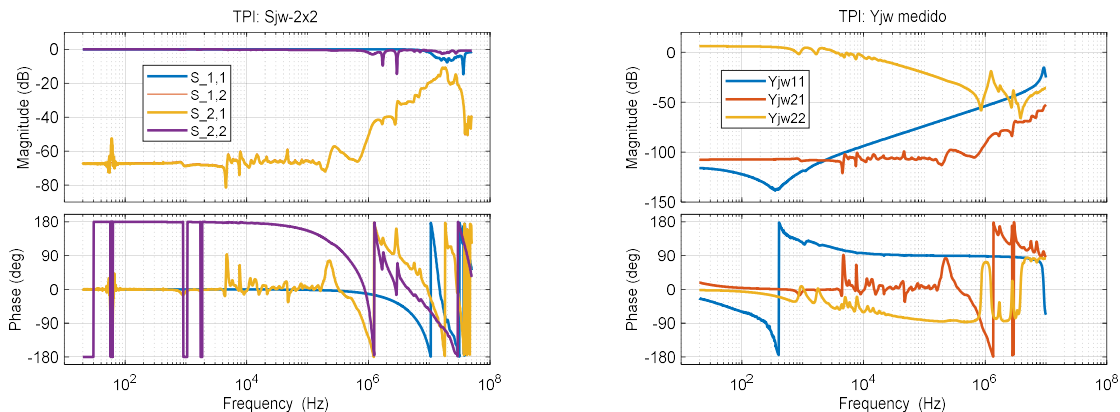 TPI: Sjw-2x2
0
-20
-40
-60
-80
Magnitude (dB)
S_1,1
S_1,2
S_2,1
S_2,2
180
90
0
-90
-180
Phase (deg)
10^2
10^4
10^6
10^8
Frequency (Hz)
TPI: Yjw medido
0
-50
-100
-150
Magnitude (dB)
Yjw11
Yjw21
Yjw22
180
90
0
-90
-180
Phase (deg)
10^2
10^4
10^6
10^8
Frequency (Hz)